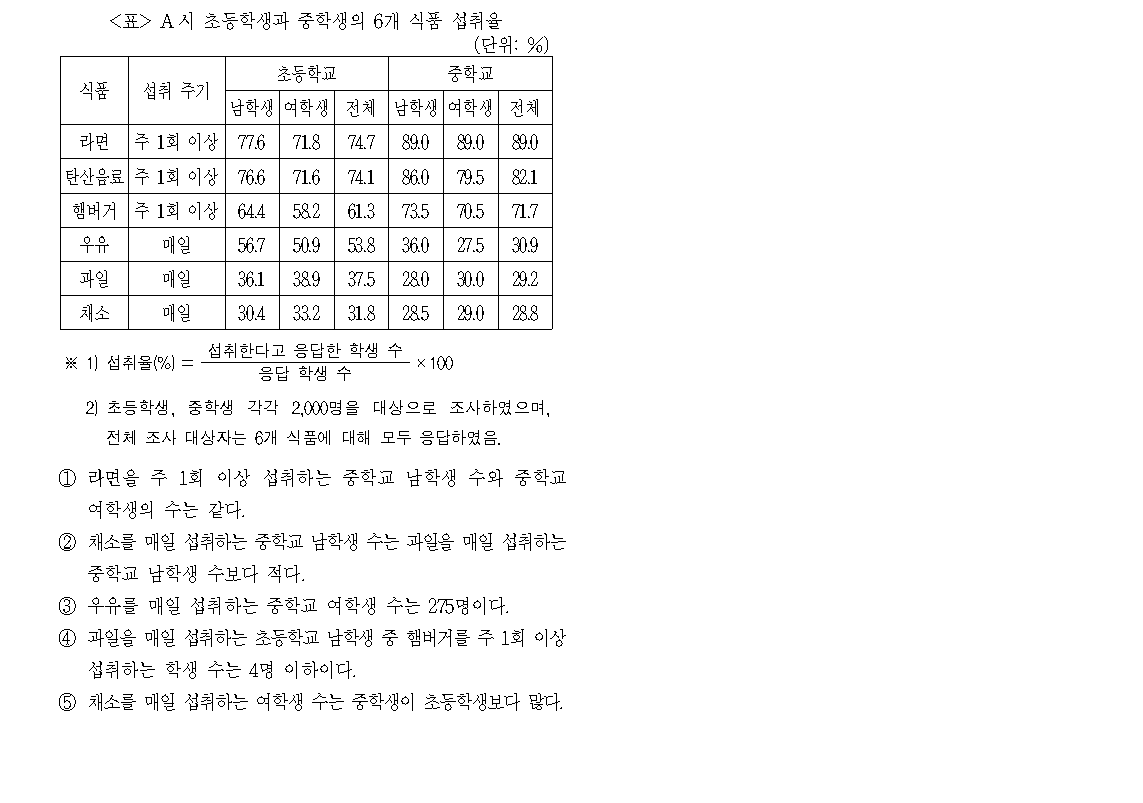 <표> A시 초등학생과 중학생의 6개 식품 섭취율
(단위: %)
식품 섭취 주기 초등학교 중학교
남학생 여학생 전체 남학생 여학생 전체
라면 주 1회 이상 77.6 71.8 74.7 89.0 89.0 89.0
탄산음료 주 1회 이상 76.6 71.6 74.1 86.0 79.5 82.1
햄버거 주 1회 이상 64.4 58.2 61.3 73.5 70.5 71.7
우유 매일 56.7 50.9 53.8 36.0 27.5 30.9
과일 매일 36.1 38.9 37.5 28.0 30.0 29.2
채소 매일 30.4 33.2 31.8 28.5 29.0 28.8
※ 1) 섭취율(%) = 섭취한다고 응답한 학생 수 / 응답 학생 수 ×100
2) 초등학생, 중학생 각각 2,000명을 대상으로 조사하였으며,
전체 조사 대상자는 6개 식품에 대해 모두 응답하였음.
① 라면을 주 1회 이상 섭취하는 중학교 남학생 수와 중학교
여학생의 수는 같다.
② 채소를 매일 섭취하는 중학교 남학생 수는 과일을 매일 섭취하는
중학교 남학생 수보다 적다.
③ 우유를 매일 섭취하는 중학교 여학생 수는 275명이다.
④ 과일을 매일 섭취하는 초등학교 남학생 중 햄버거를 주 1회 이상
섭취하는 학생 수는 4명 이하이다.
⑤ 채소를 매일 섭취하는 여학생 수는 중학생이 초등학생보다 많다.